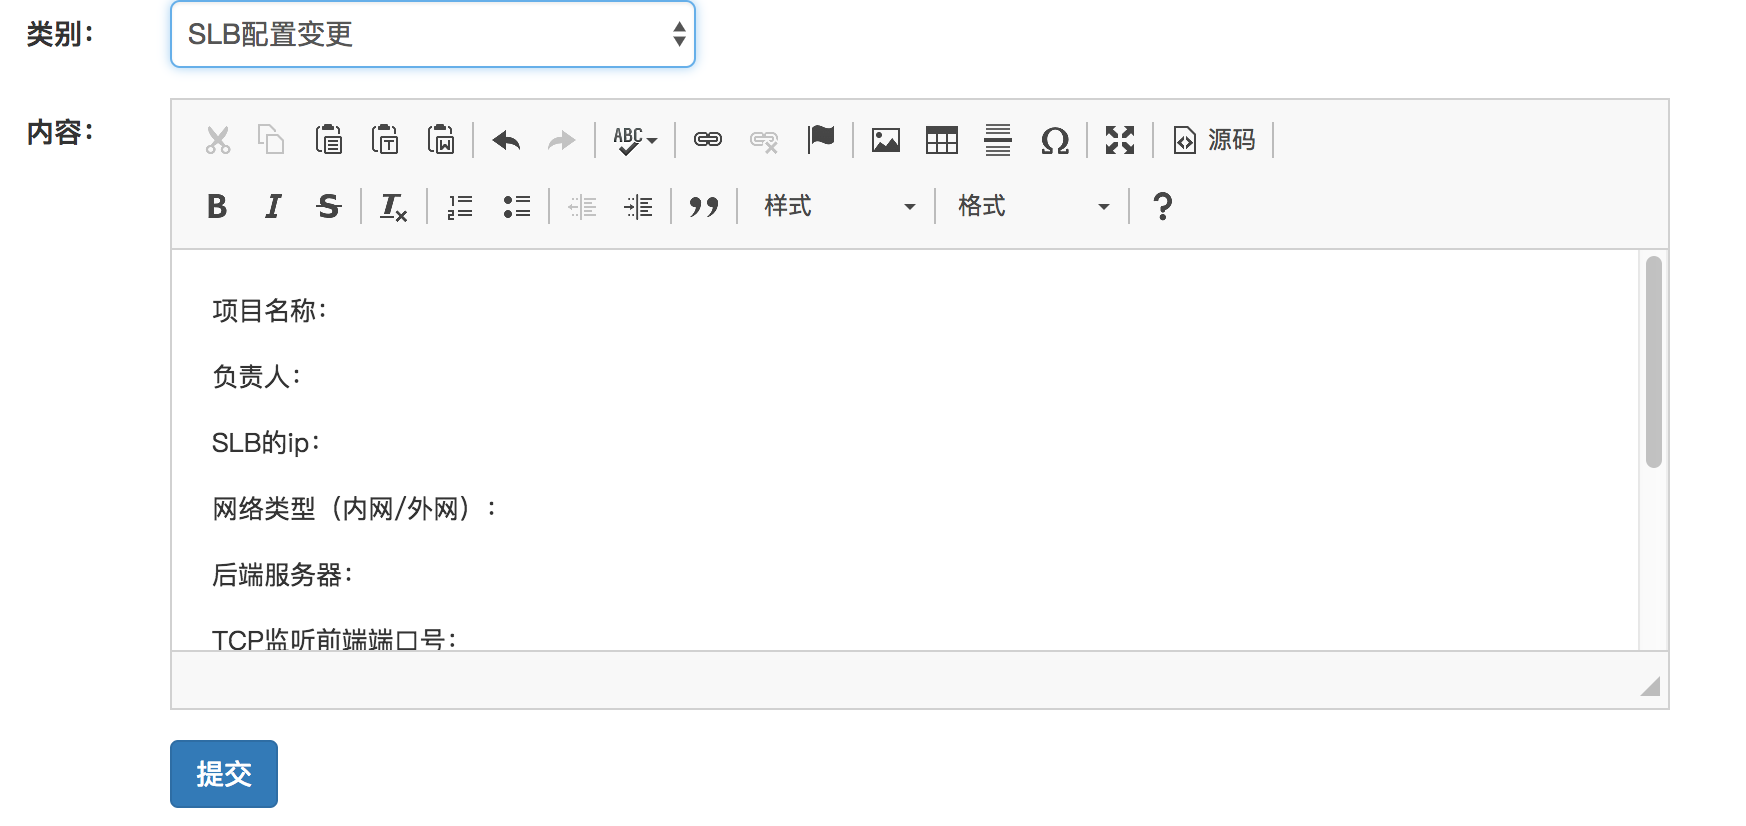 类别：
SLB配置变更
内容：
ABC
源码
B I S Tx
样式
格式
?
项目名称：
负责人：
SLB的ip：
网络类型（内网/外网）：
后端服务器：
TCP监听前端端口号：
提交